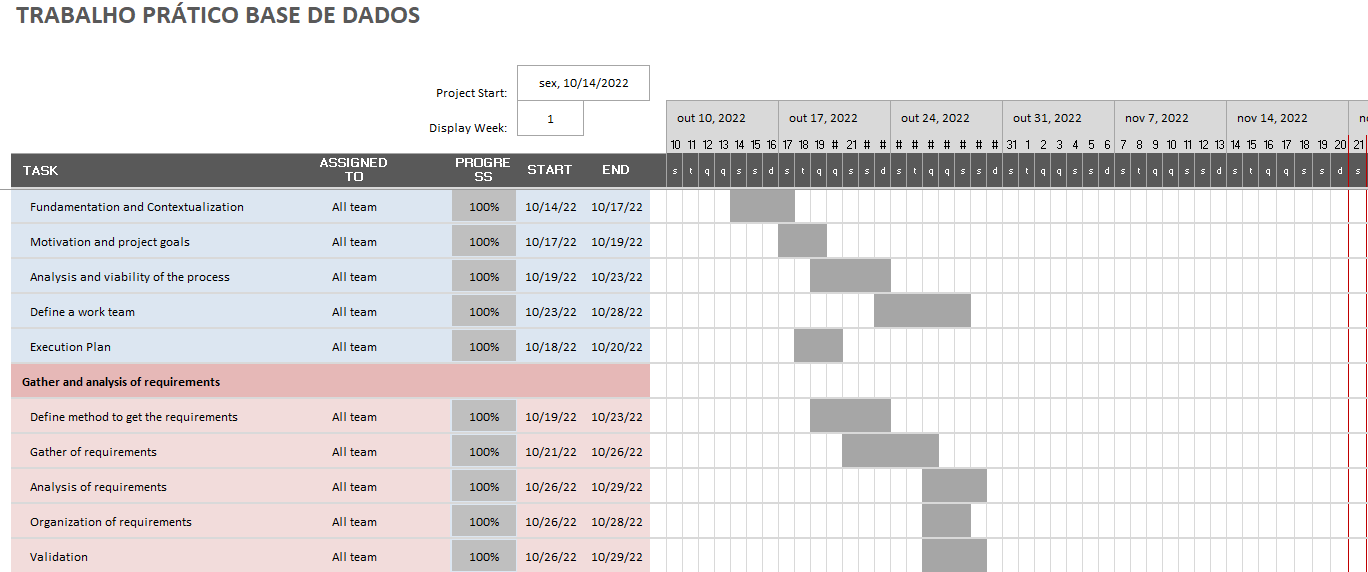 TRABALHO PRÁTICO BASE DE DADOS
Project Start: sex, 10/14/2022
Display Week: 1
out 10, 2022 out 17, 2022 out 24, 2022 out 31, 2022 nov 7, 2022 nov 14, 2022
10 11 12 13 14 15 16 17 18 19 # 21 # # # # # # # # # 31 1 2 3 4 5 6 7 8 9 10 11 12 13 14 15 16 17 18 19 20 21
TASK ASSIGNED TO PROGRESS START END s t q q s s d s t q q s s d s t q q s s d s t q q s s d s t q q s s d s t q q s s d s
Fundamentation and Contextualization All team 100% 10/14/22 10/17/22
Motivation and project goals All team 100% 10/17/22 10/19/22
Analysis and viability of the process All team 100% 10/19/22 10/23/22
Define a work team All team 100% 10/23/22 10/28/22
Execution Plan All team 100% 10/18/22 10/20/22
Gather and analysis of requirements
Define method to get the requirements All team 100% 10/19/22 10/23/22
Gather of requirements All team 100% 10/21/22 10/26/22
Analysis of requirements All team 100% 10/26/22 10/29/22
Organization of requirements All team 100% 10/26/22 10/28/22
Validation All team 100% 10/26/22 10/29/22